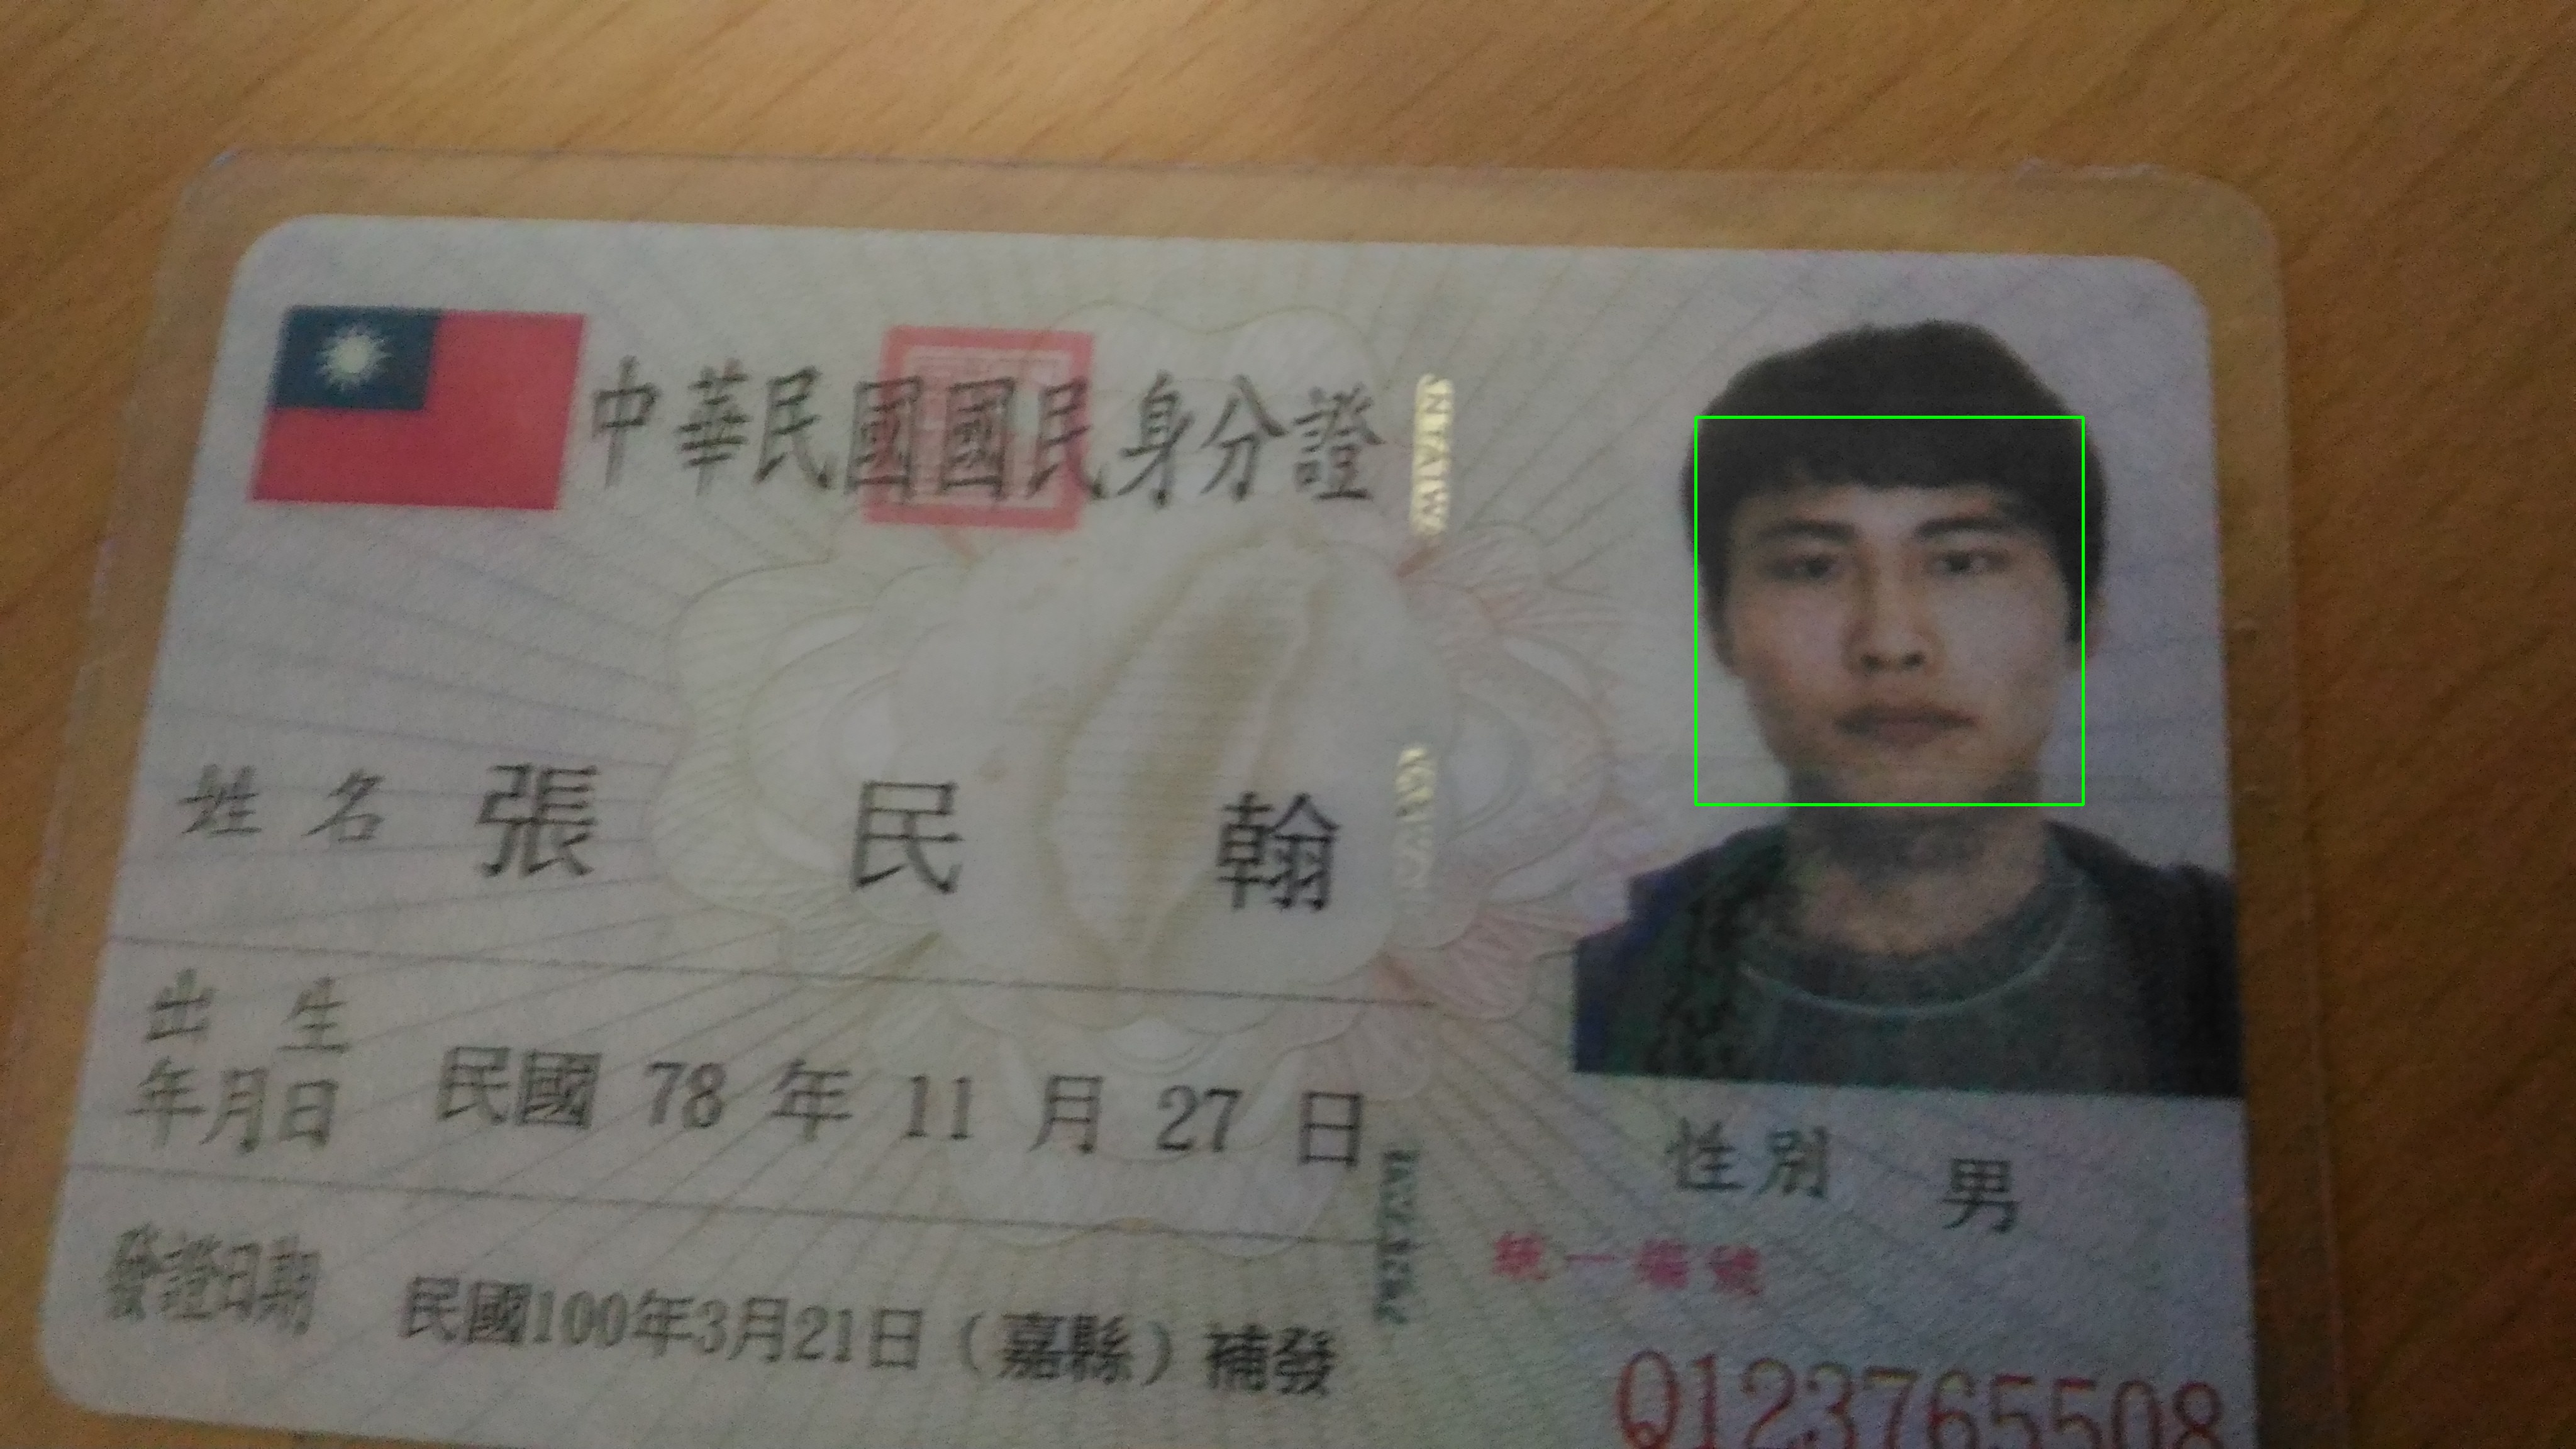 中華民國國民身分證
姓名 張民翰
出生年月日 民國 78 年 11 月 27 日
性別 男
發證日期 民國100年3月21日(嘉縣)補發
統一編號
Q123765508